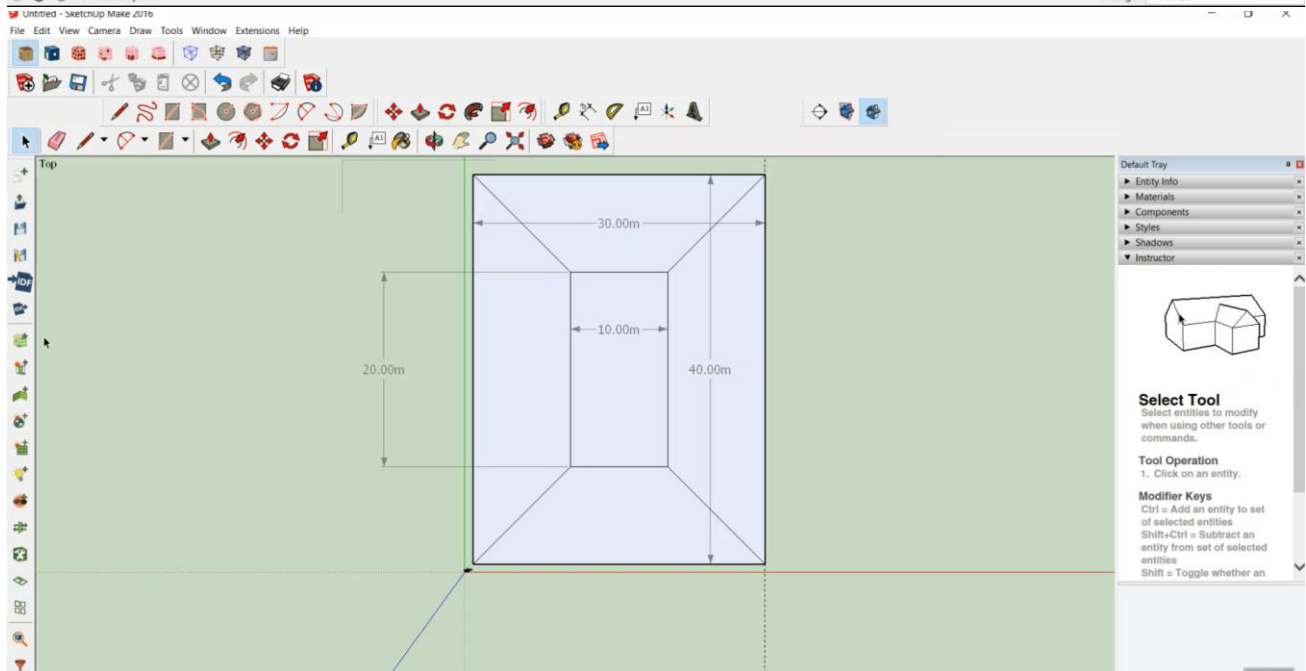 Untitled - SketchUp Make 2016
File Edit View Camera Draw Tools Window Extensions Help
A1
A1
Top
IDF
30.00m
10.00m
20.00m
40.00m
Default Tray
Entity Info
Materials
Components
Styles
Shadows
Instructor
Select Tool
Select entities to modify
when using other tools or
commands.
Tool Operation
1. Click on an entity.
Modifier Keys
Ctrl = Add an entity to set
of selected entities
Shift+Ctrl = Subtract an
entity from set of selected
entities
Shift = Toggle whether an